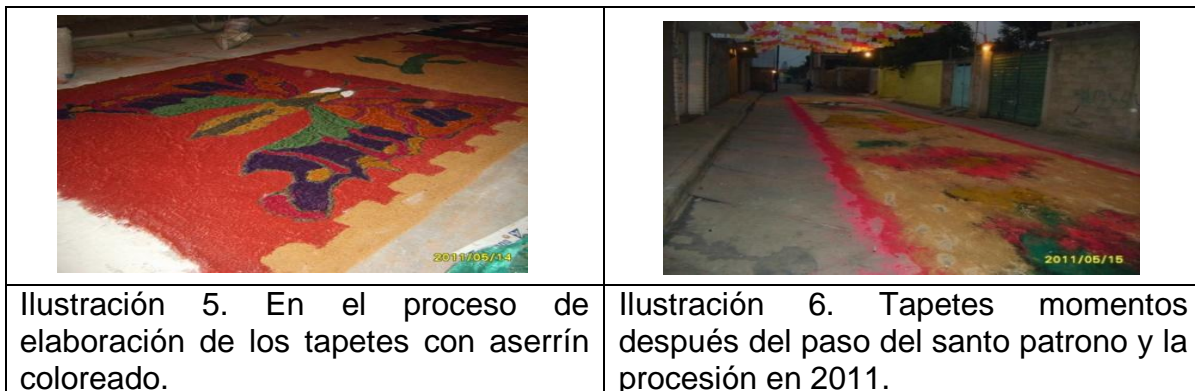 2011/05/14
2011/05/15
Ilustración 5. En el proceso de
elaboración de los tapetes con aserrín
coloreado.
Ilustración 6. Tapetes momentos
después del paso del santo patrono y la
procesión en 2011.